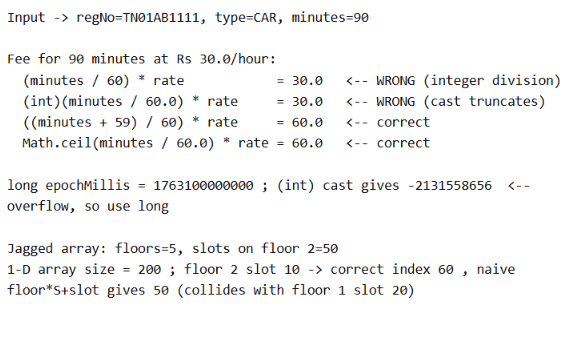 Input -> regNo=TN01AB1111, type=CAR, minutes=90
Fee for 90 minutes at Rs 30.0/hour:
(minutes / 60) * rate = 30.0 <-- WRONG (integer division)
(int)(minutes / 60.0) * rate = 30.0 <-- WRONG (cast truncates)
((minutes + 59) / 60) * rate = 60.0 <-- correct
Math.ceil(minutes / 60.0) * rate = 60.0 <-- correct
long epochMillis = 1763100000000 ; (int) cast gives -2131558656 <--
overflow, so use long
Jagged array: floors=5, slots on floor 2=50
1-D array size = 200 ; floor 2 slot 10 -> correct index 60 , naive
floor*S+slot gives 50 (collides with floor 1 slot 20)